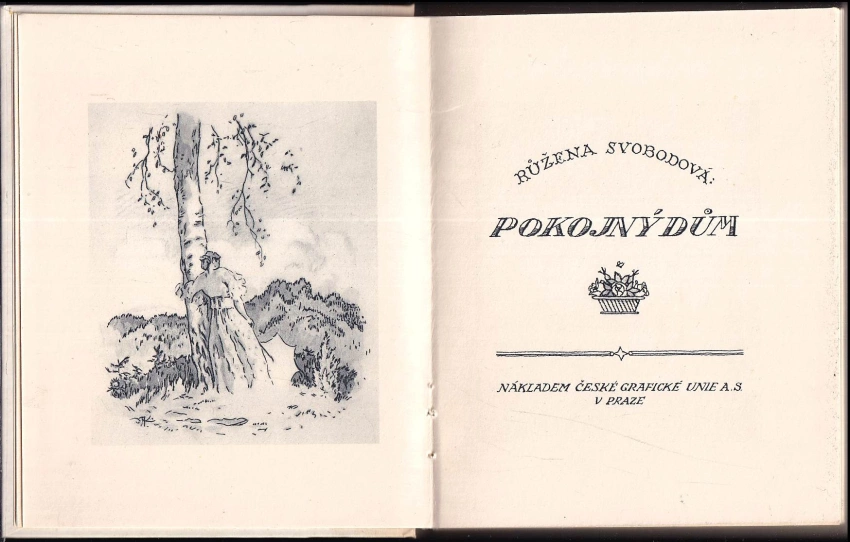 RŮŽENA SVOBODOVÁ:
POKOJNÝ DŮM
NÁKLADEM ČESKÉ GRAFICKÉ UNIE A.S.
V PRAZE